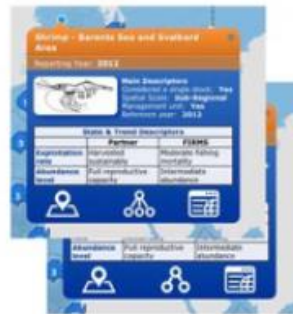 Shrimp - Barents Sea and Svalbard
Area
Reporting Year: 2012
Main Descriptors
Considered a single stock: Yes
Spatial Scale: Sub-Regional
Management unit: Yes
Reference year: 2012
State & Trend Descriptors
Partner FIRMS
Exploitation Harvested Moderate fishing
rate sustainably mortality
Abundance Full reproductive Intermediate
level capacity abundance
Abundance Full reproductive Intermediate
level capacity abundance